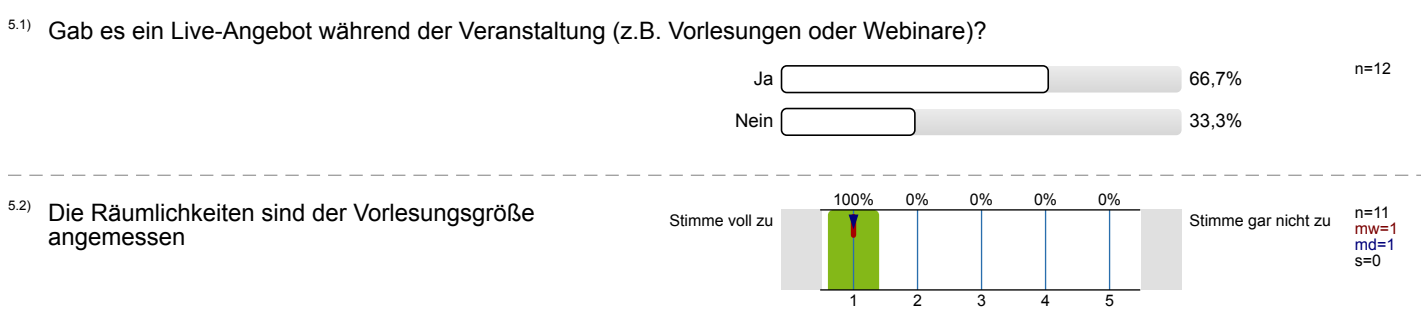 5.1) Gab es ein Live-Angebot während der Veranstaltung (z.B. Vorlesungen oder Webinare)?
Ja 66,7% n=12
Nein 33,3%
5.2) Die Räumlichkeiten sind der Vorlesungsgröße
angemessen
100% 0% 0% 0% 0%
Stimme voll zu
Stimme gar nicht zu
1 2 3 4 5
n=11
mw=1
md=1
s=0